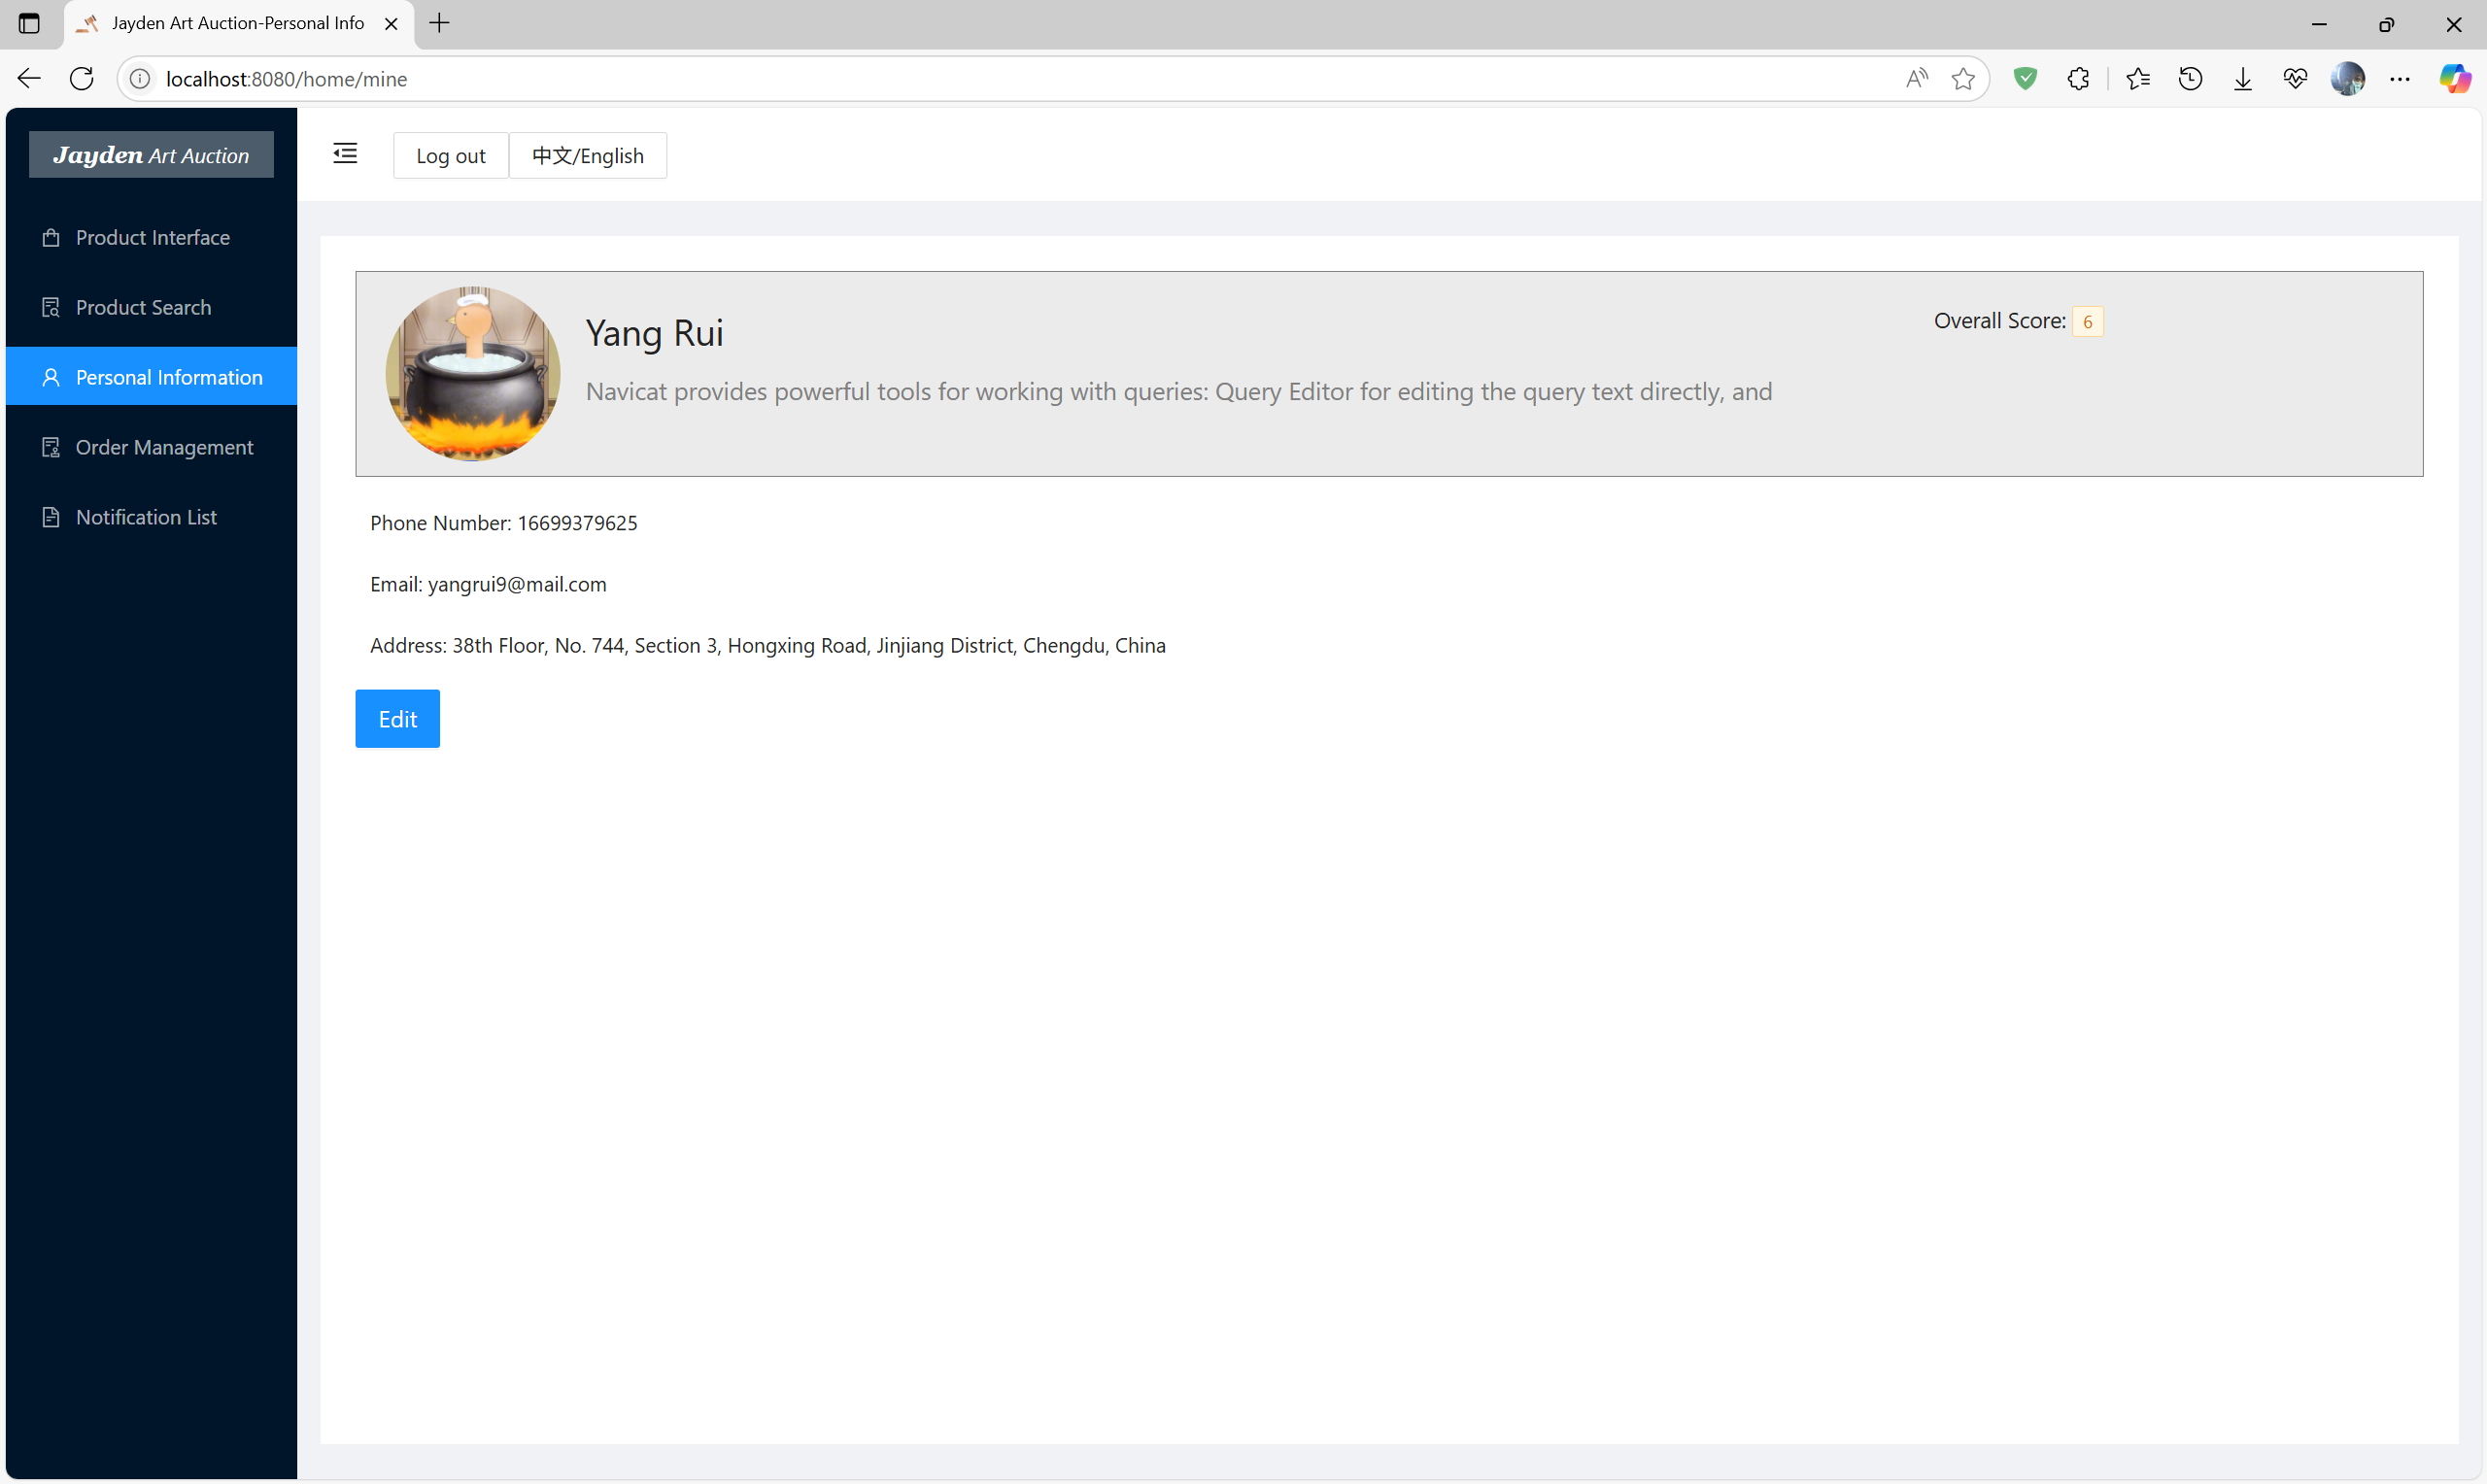 Jayden Art Auction-Personal Info
localhost:8080/home/mine
Jayden Art Auction
Log out
中文/English
Product Interface
Product Search
Personal Information
Order Management
Notification List
Yang Rui
Overall Score: 6
Navicat provides powerful tools for working with queries: Query Editor for editing the query text directly, and
Phone Number: 16699379625
Email: yangrui9@mail.com
Address: 38th Floor, No. 744, Section 3, Hongxing Road, Jinjiang District, Chengdu, China
Edit